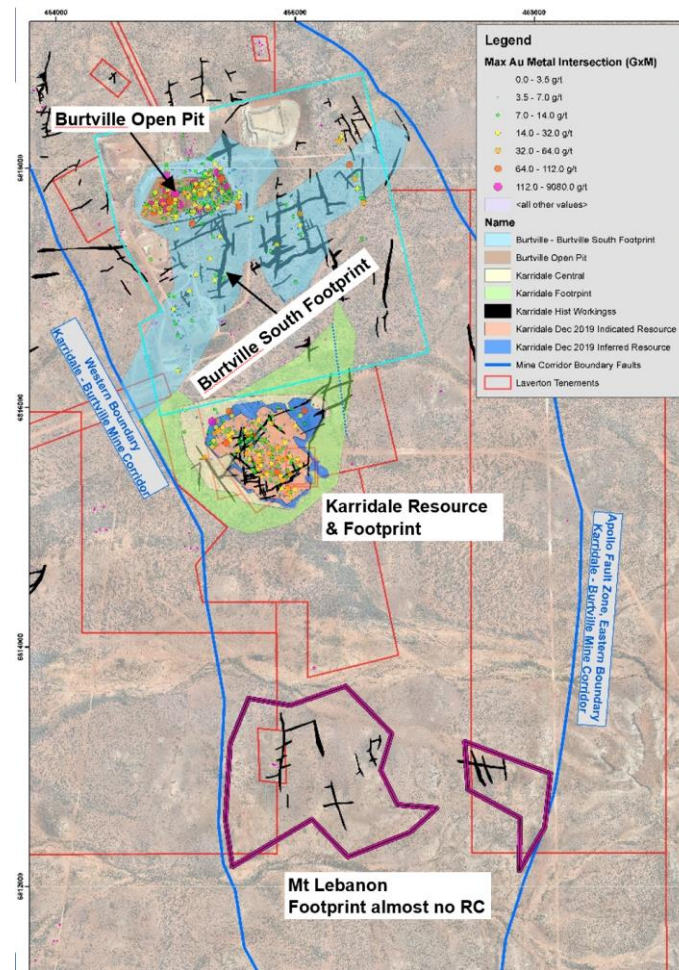 Legend
Max Au Metal Intersection (GxM)
0.0 - 3.5 g/t
3.5 - 7.0 g/t
7.0 - 14.0 g/t
14.0 - 32.0 g/t
32.0 - 64.0 g/t
64.0 - 112.0 g/t
112.0 - 9080.0 g/t
<all other values>
Name
Burtville - Burtville South Footprint
Burtville Open Pit
Karridale Central
Karridale Footrpint
Karridale Hist Workingss
Karridale Dec 2019 Indicated Resource
Karridale Dec 2019 Inferred Resource
Mine Corridor Boundary Faults
Laverton Tenements
Burtville Open Pit
Burtville South Footprint
Western Boundary
Karridale - Burtville Mine Corridor
Karridale Resource
& Footprint
Apollo Fault Zone, Eastern Boundary
Karridale - Burtville Mine Corridor
Mt Lebanon
Footprint almost no RC